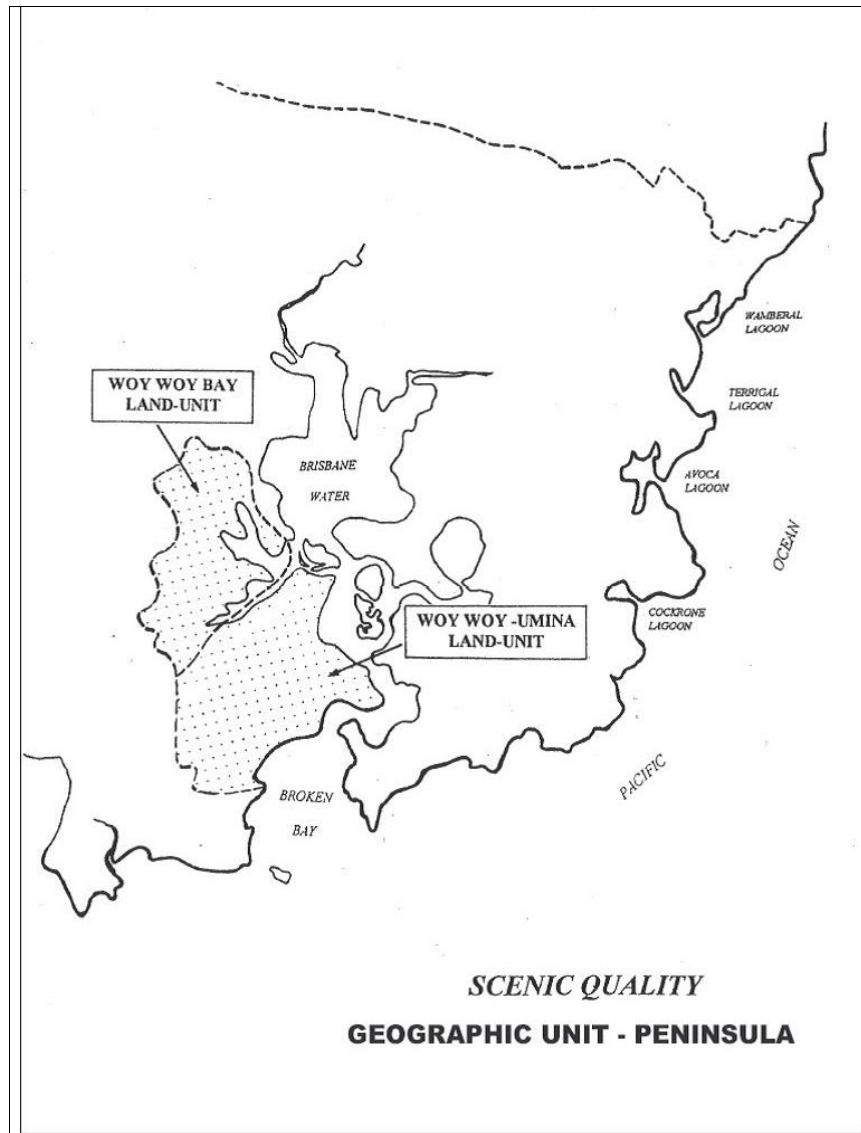 WAMBERAL
LAGOON
WOY WOY BAY
LAND-UNIT
TERRIGAL
LAGOON
BRISBANE
WATER
AVOCA
LAGOON
OCEAN
COCKRONE
LAGOON
WOY WOY -UMINA
LAND-UNIT
PACIFIC
BROKEN
BAY
SCENIC QUALITY
GEOGRAPHIC UNIT - PENINSULA